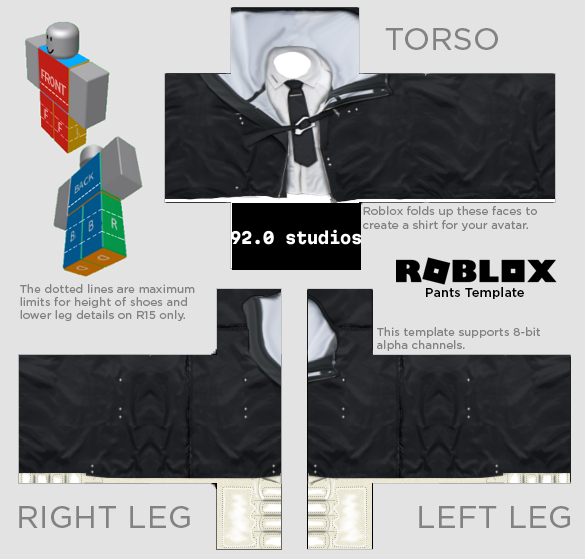 TORSO
FRONT
F F L
BACK
B B R
92.0 studios
Roblox folds up these faces to
create a shirt for your avatar.
ROBLOX
Pants Template
The dotted lines are maximum
limits for height of shoes and
lower leg details on R15 only.
This template supports 8-bit
alpha channels.
RIGHT LEG
LEFT LEG